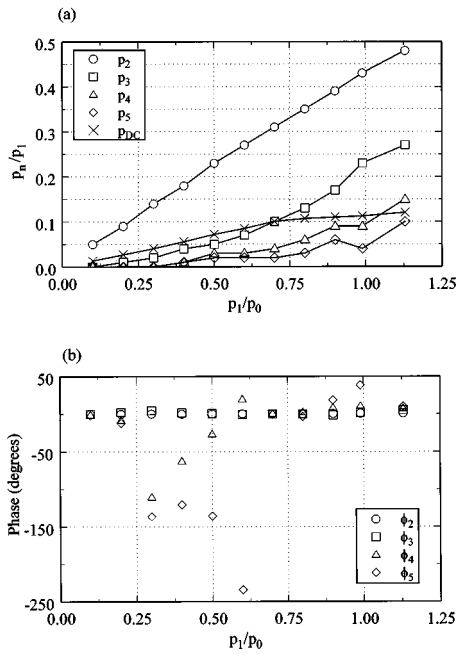 (a)
0.5
0.4
0.3
0.2
0.1
0.0
pₙ/p₁
p₂
p₃
p₄
p₅
p_DC
0.00 0.25 0.50 0.75 1.00 1.25
p₁/p₀
(b)
50
-50
-150
-250
Phase (degrees)
ϕ₂
ϕ₃
ϕ₄
ϕ₅
0.00 0.25 0.50 0.75 1.00 1.25
p₁/p₀